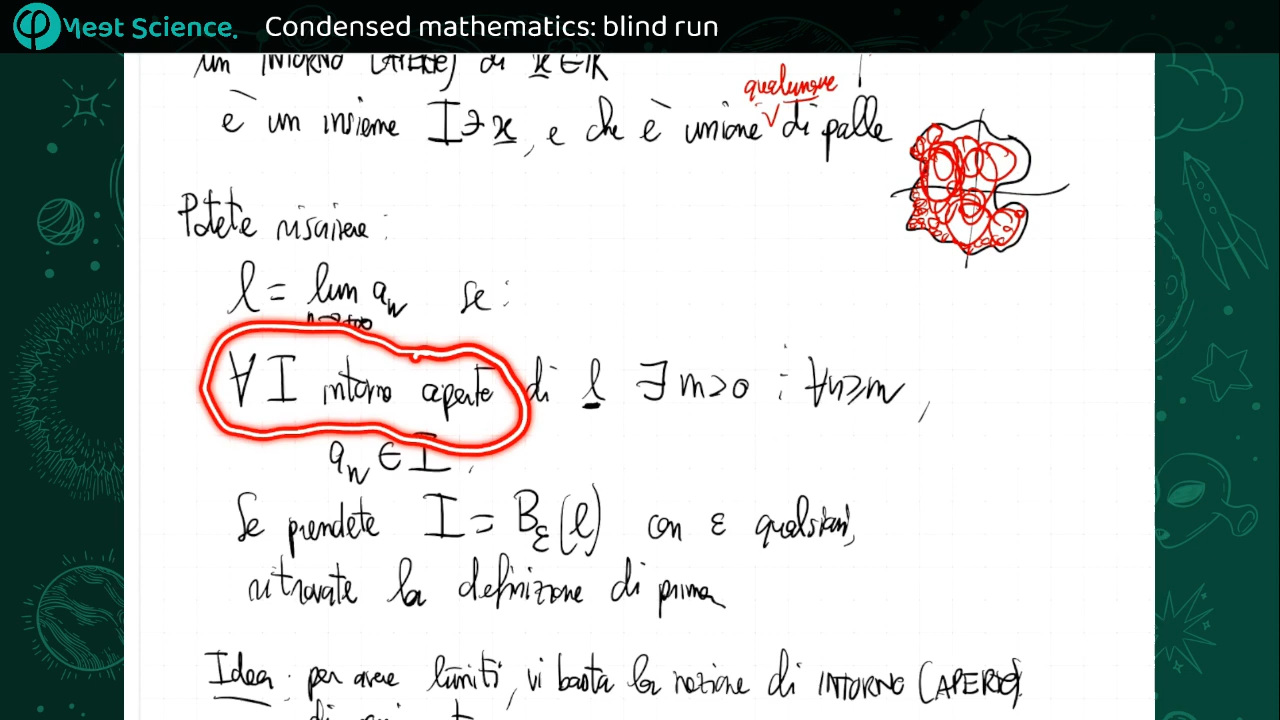 Meet Science.
Condensed mathematics: blind run
un INTORNO (APERTO) di x ∈ ℝ
qualunque
è un insieme I ∋ x, e che è unione di palle
Potete riscrivere:
l = lim aₙ se:
n→+∞
∀ I intorno aperto di l ∃ m>0 : ∀n≥m,
aₙ ∈ I.
Se prendete I = Bε(l) con ε qualsiasi,
ritrovate la definizione di prima
Idea: per avere limiti, vi basta la nozione di INTORNO (APERTO)